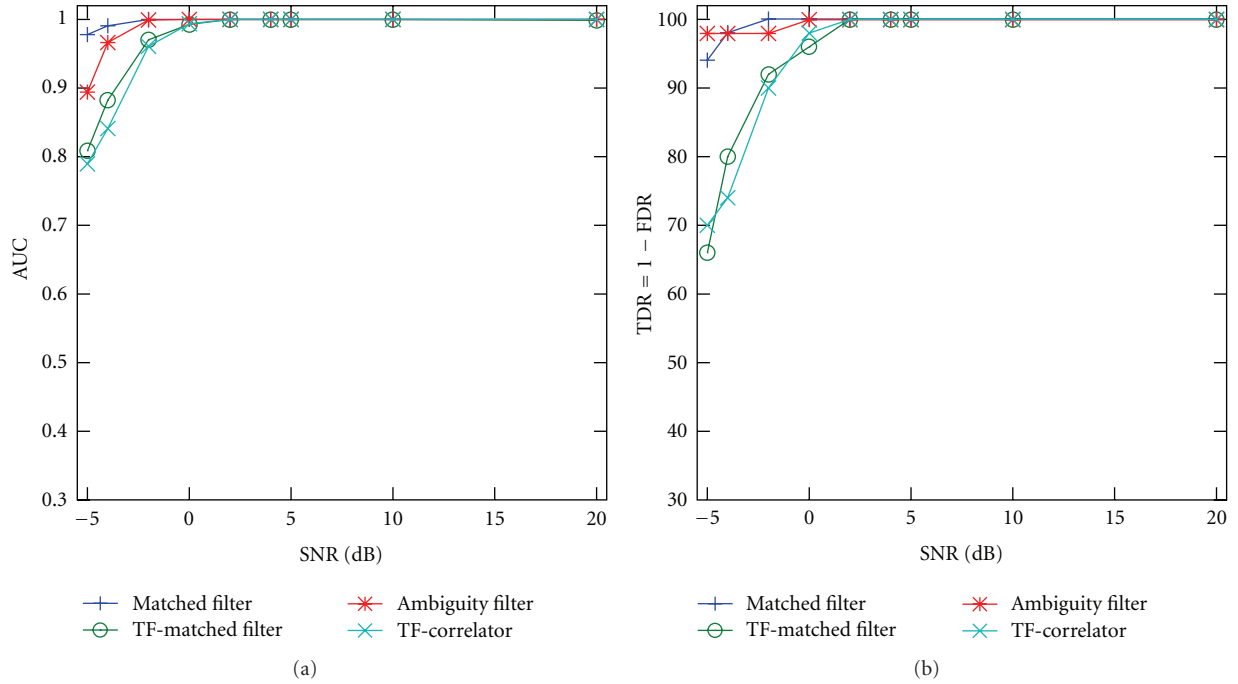 1
0.9
0.8
0.7
0.6
0.5
0.4
0.3
AUC
−5 0 5 10 15 20
SNR (dB)
Matched filter
TF-matched filter
Ambiguity filter
TF-correlator
(a)
100
90
80
70
60
50
40
30
TDR = 1 − FDR
−5 0 5 10 15 20
SNR (dB)
Matched filter
TF-matched filter
Ambiguity filter
TF-correlator
(b)